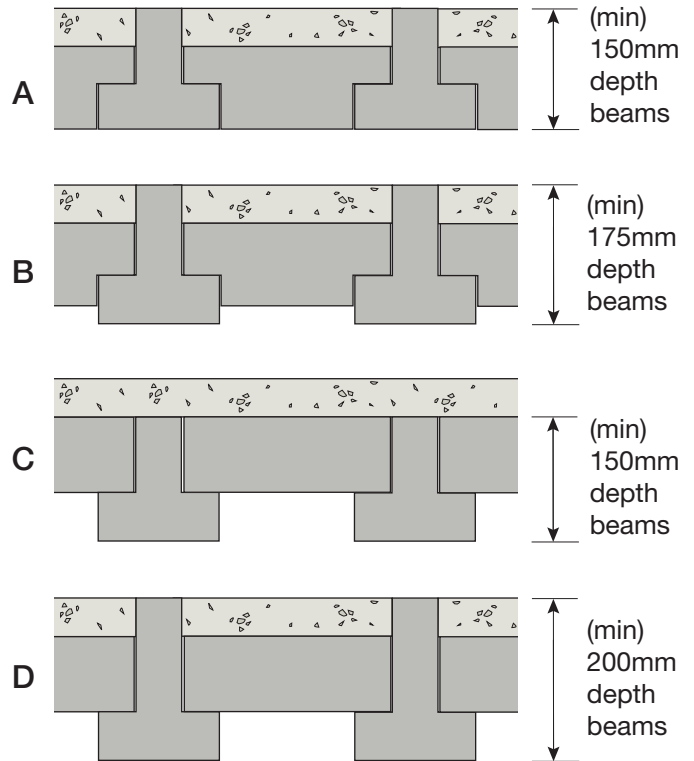 A
(min)
150mm
depth
beams
B
(min)
175mm
depth
beams
C
(min)
150mm
depth
beams
D
(min)
200mm
depth
beams